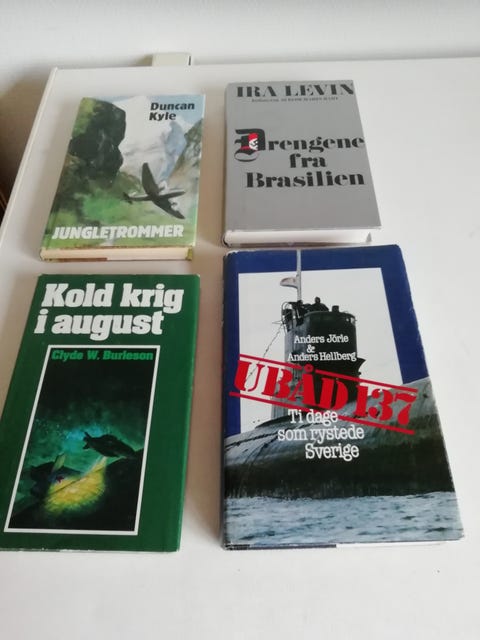 Duncan
Kyle
JUNGLETROMMER
IRA LEVIN
Drengene
fra
Brasilien
Kold krig
i august
Clyde W. Burleson
Anders Jörle
&
Anders Hellberg
UBÅD 137
Ti dage
som rystede
Sverige